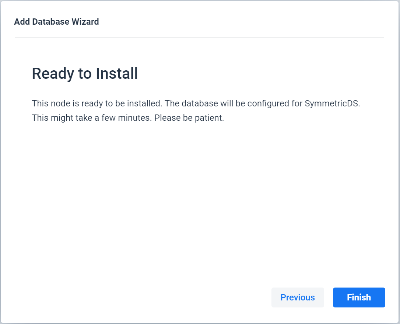 Add Database Wizard
Ready to Install
This node is ready to be installed. The database will be configured for SymmetricDS.
This might take a few minutes. Please be patient.
Previous
Finish